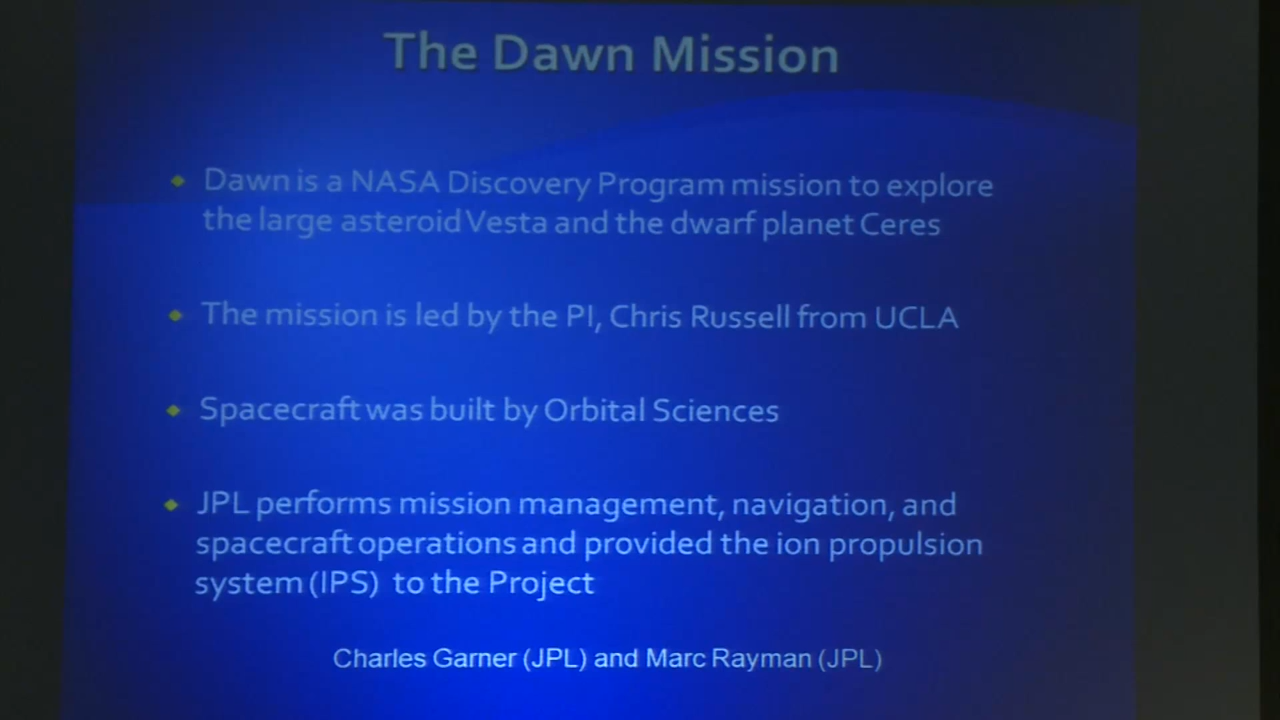 The Dawn Mission
Dawn is a NASA Discovery Program mission to explore
the large asteroid Vesta and the dwarf planet Ceres
The mission is led by the PI, Chris Russell from UCLA
Spacecraft was built by Orbital Sciences
JPL performs mission management, navigation, and
spacecraft operations and provided the ion propulsion
system (IPS) to the Project
Charles Garner (JPL) and Marc Rayman (JPL)